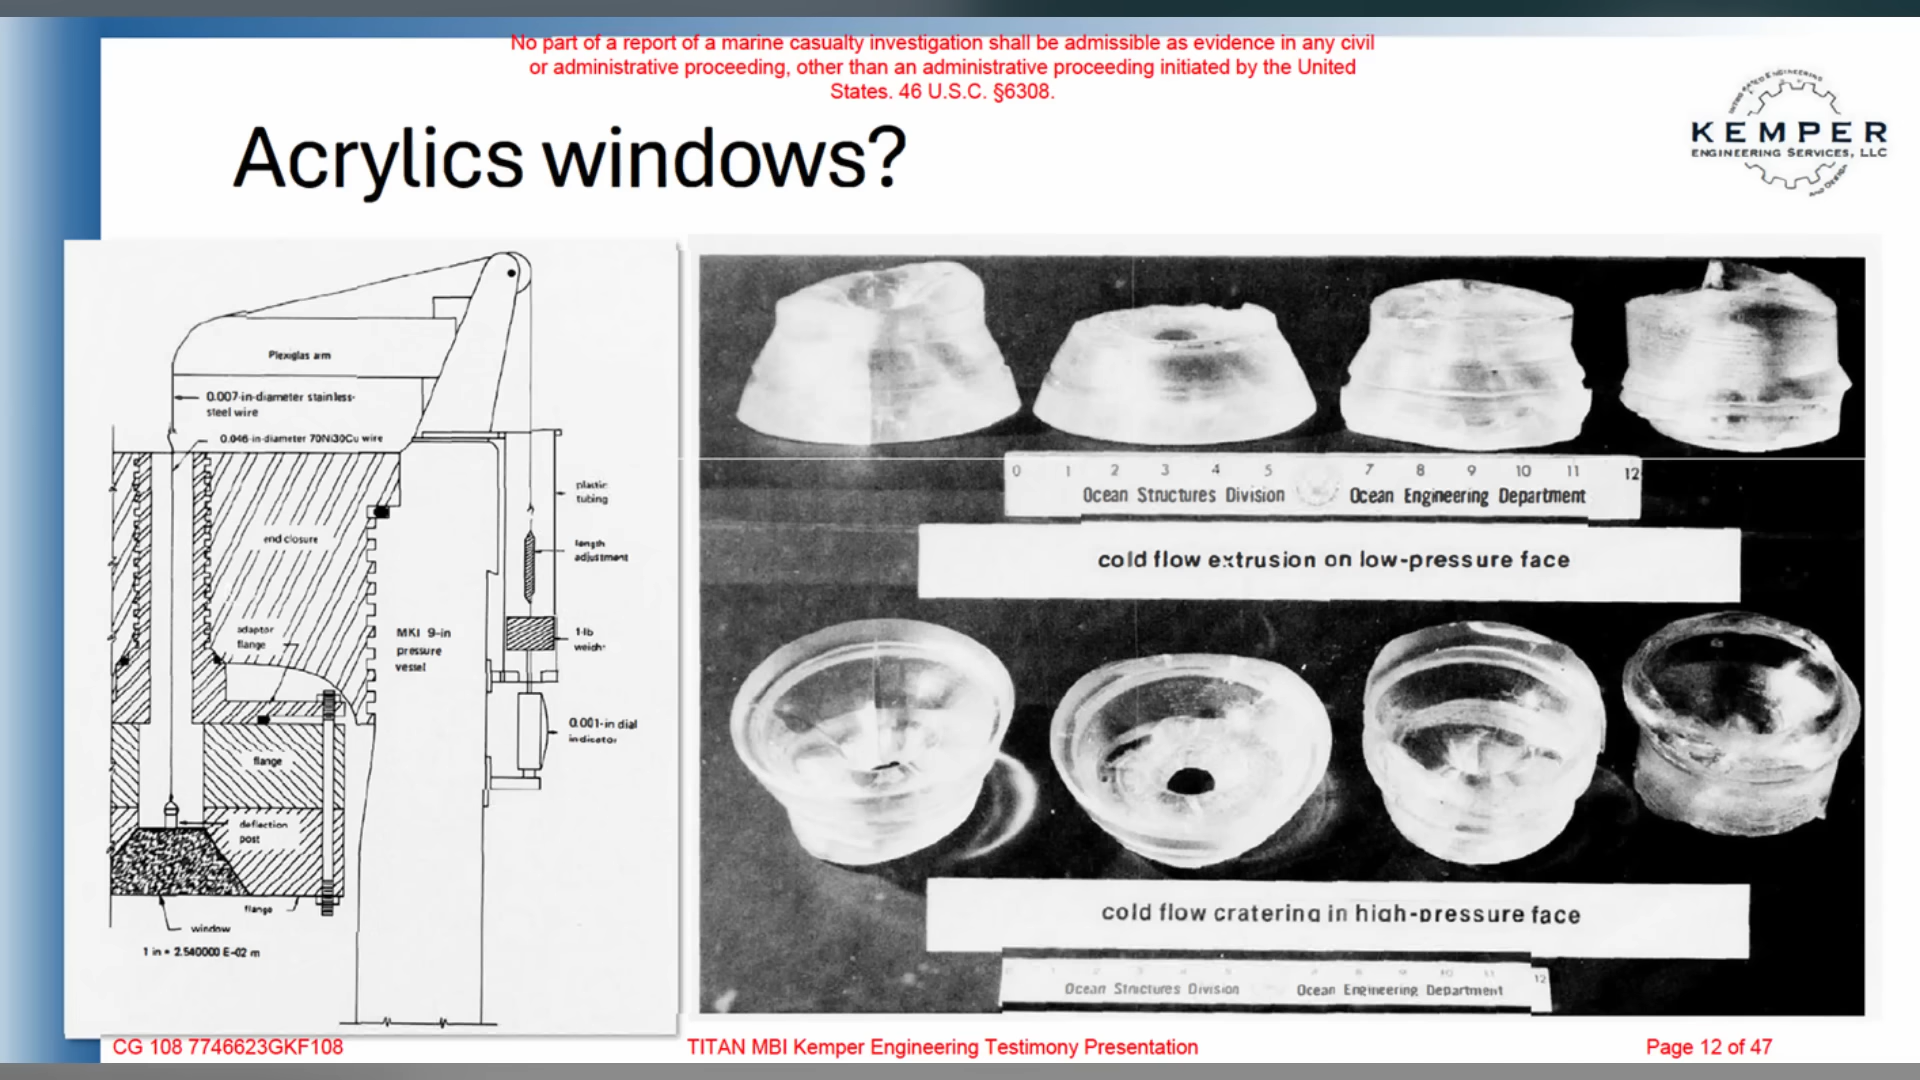 No part of a report of a marine casualty investigation shall be admissible as evidence in any civil
or administrative proceeding, other than an administrative proceeding initiated by the United
States. 46 U.S.C. §6308.
KEMPER
ENGINEERING SERVICES, LLC
Acrylics windows?
Plexiglas arm
0.007-in-diameter stainless-
steel wire
0.046-in-diameter 70Ni30Cu wire
plastic
tubing
end closure
length
adjustment
adaptor
flange
MKI 9-in
pressure
vessel
1-lb
weight
0.001-in dial
indicator
flange
deflection
post
flange
window
1 in = 2.540000 E-02 m
0 1 2 3 4 5 7 8 9 10 11 12
Ocean Structures Division Ocean Engineering Department
cold flow extrusion on low-pressure face
cold flow cratering in high-pressure face
12
Ocean Structures Division Ocean Engineering Department
CG 108 7746623GKF108
TITAN MBI Kemper Engineering Testimony Presentation
Page 12 of 47